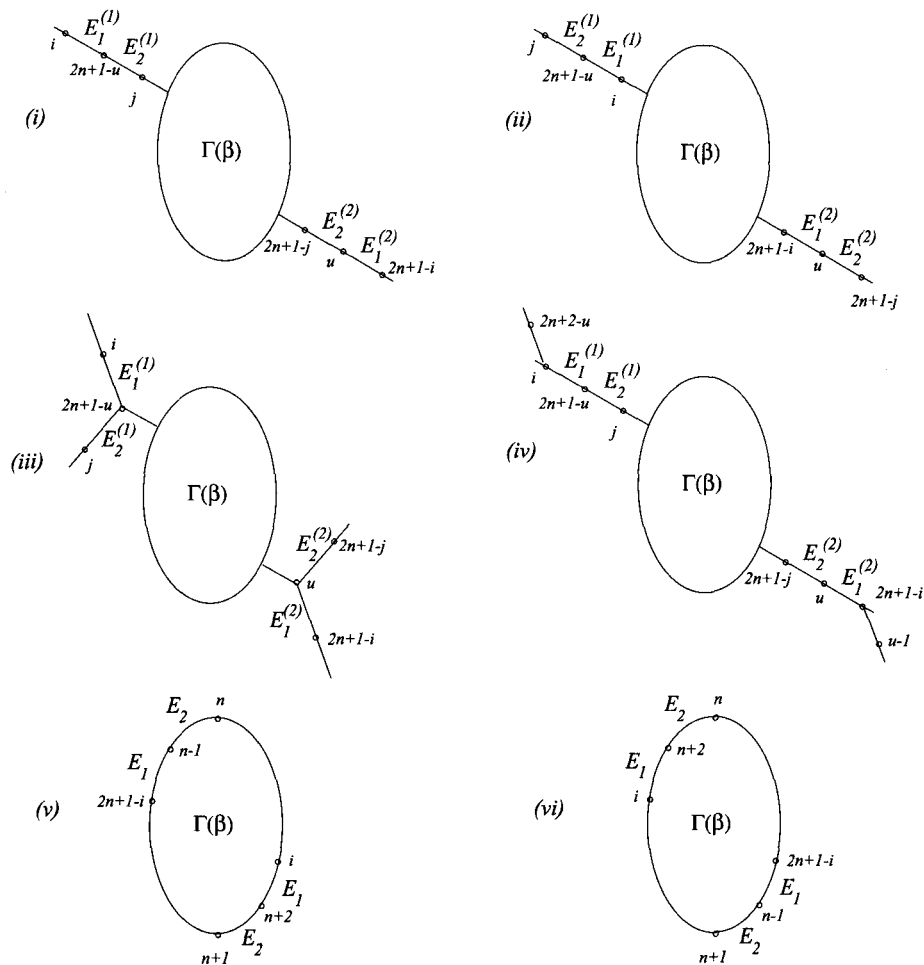 (i)
i
E_1^{(1)}
2n+1-u
E_2^{(1)}
j
Γ(β)
2n+1-j
E_2^{(2)}
u
E_1^{(2)}
2n+1-i
(ii)
j
E_2^{(1)}
2n+1-u
E_1^{(1)}
i
Γ(β)
2n+1-i
E_1^{(2)}
u
E_2^{(2)}
2n+1-j
(iii)
i
E_1^{(1)}
2n+1-u
E_2^{(1)}
j
Γ(β)
E_2^{(2)}
2n+1-j
u
E_1^{(2)}
2n+1-i
(iv)
2n+2-u
i
E_1^{(1)}
2n+1-u
E_2^{(1)}
j
Γ(β)
2n+1-j
E_2^{(2)}
u
E_1^{(2)}
2n+1-i
u-1
(v)
n
E_2
n-1
E_1
2n+1-i
Γ(β)
i
E_1
n+2
E_2
n+1
(vi)
n
E_2
n+2
E_1
i
Γ(β)
2n+1-i
E_1
n-1
E_2
n+1